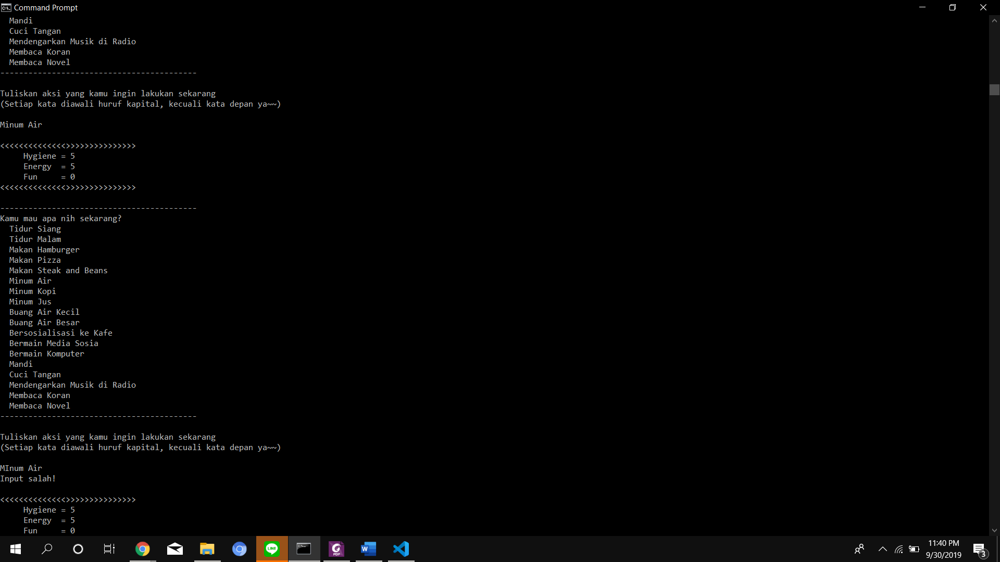 Command Prompt
  Mandi
  Cuci Tangan
  Mendengarkan Musik di Radio
  Membaca Koran
  Membaca Novel
------------------------------------------
Tuliskan aksi yang kamu ingin lakukan sekarang
(Setiap kata diawali huruf kapital, kecuali kata depan ya~~)
Minum Air
<<<<<<<<<<<<<<>>>>>>>>>>>>>>>
     Hygiene = 5
     Energy  = 5
     Fun     = 0
<<<<<<<<<<<<<<>>>>>>>>>>>>>>>
------------------------------------------
Kamu mau apa nih sekarang?
  Tidur Siang
  Tidur Malam
  Makan Hamburger
  Makan Pizza
  Makan Steak and Beans
  Minum Air
  Minum Kopi
  Minum Jus
  Buang Air Kecil
  Buang Air Besar
  Bersosialisasi ke Kafe
  Bermain Media Sosia
  Bermain Komputer
  Mandi
  Cuci Tangan
  Mendengarkan Musik di Radio
  Membaca Koran
  Membaca Novel
------------------------------------------
Tuliskan aksi yang kamu ingin lakukan sekarang
(Setiap kata diawali huruf kapital, kecuali kata depan ya~~)
MInum Air
Input salah!
<<<<<<<<<<<<<<>>>>>>>>>>>>>>>
     Hygiene = 5
     Energy  = 5
     Fun     = 0
LINE
PDF
W
11:40 PM
9/30/2019
3